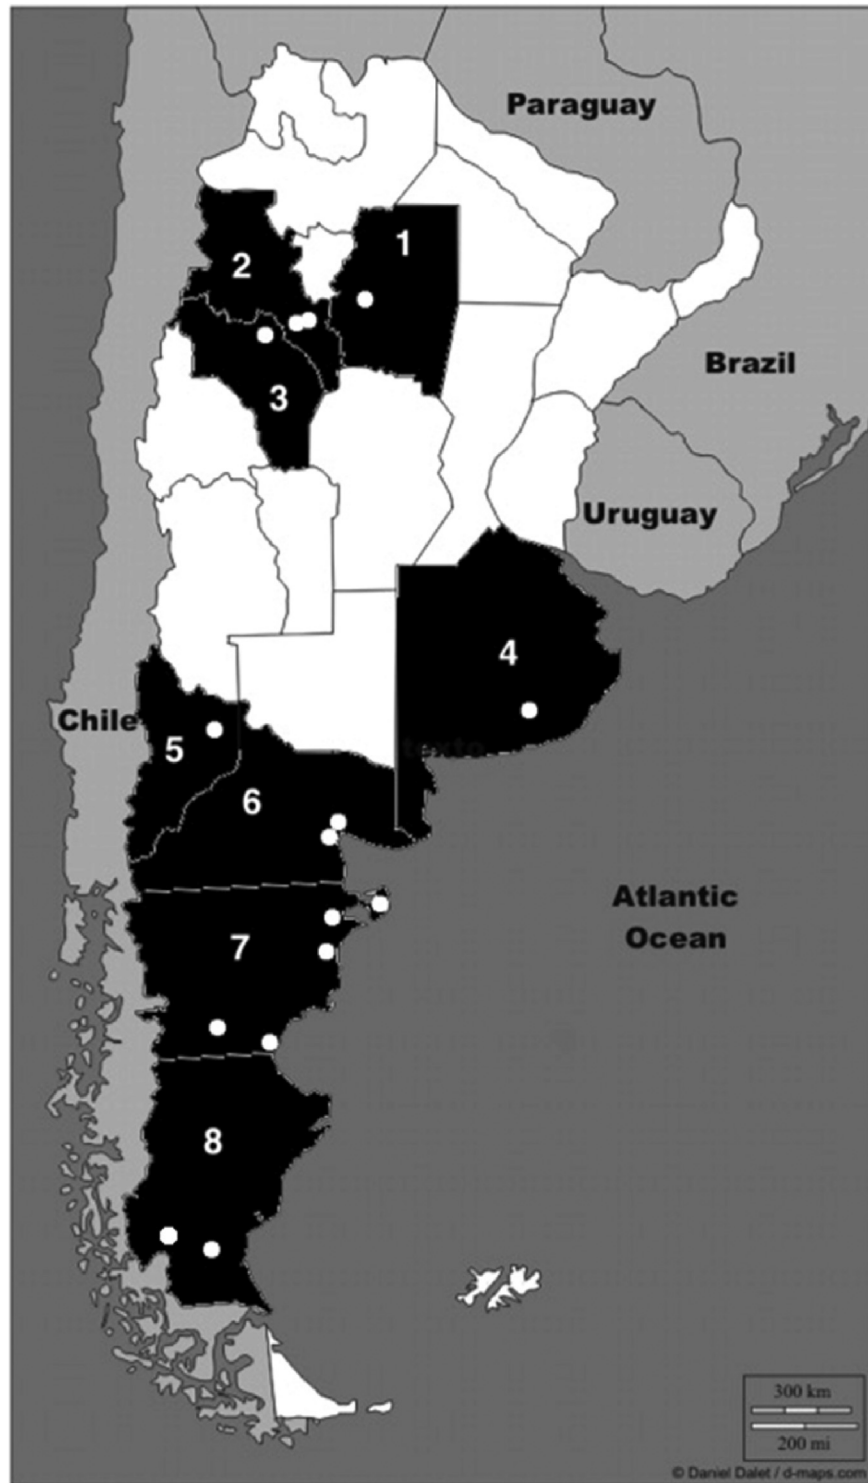 Paraguay
1
2
Brazil
3
Uruguay
4
Chile
5
texto
6
Atlantic
Ocean
7
8
300 km
200 mi
© Daniel Dalet / d-maps.com